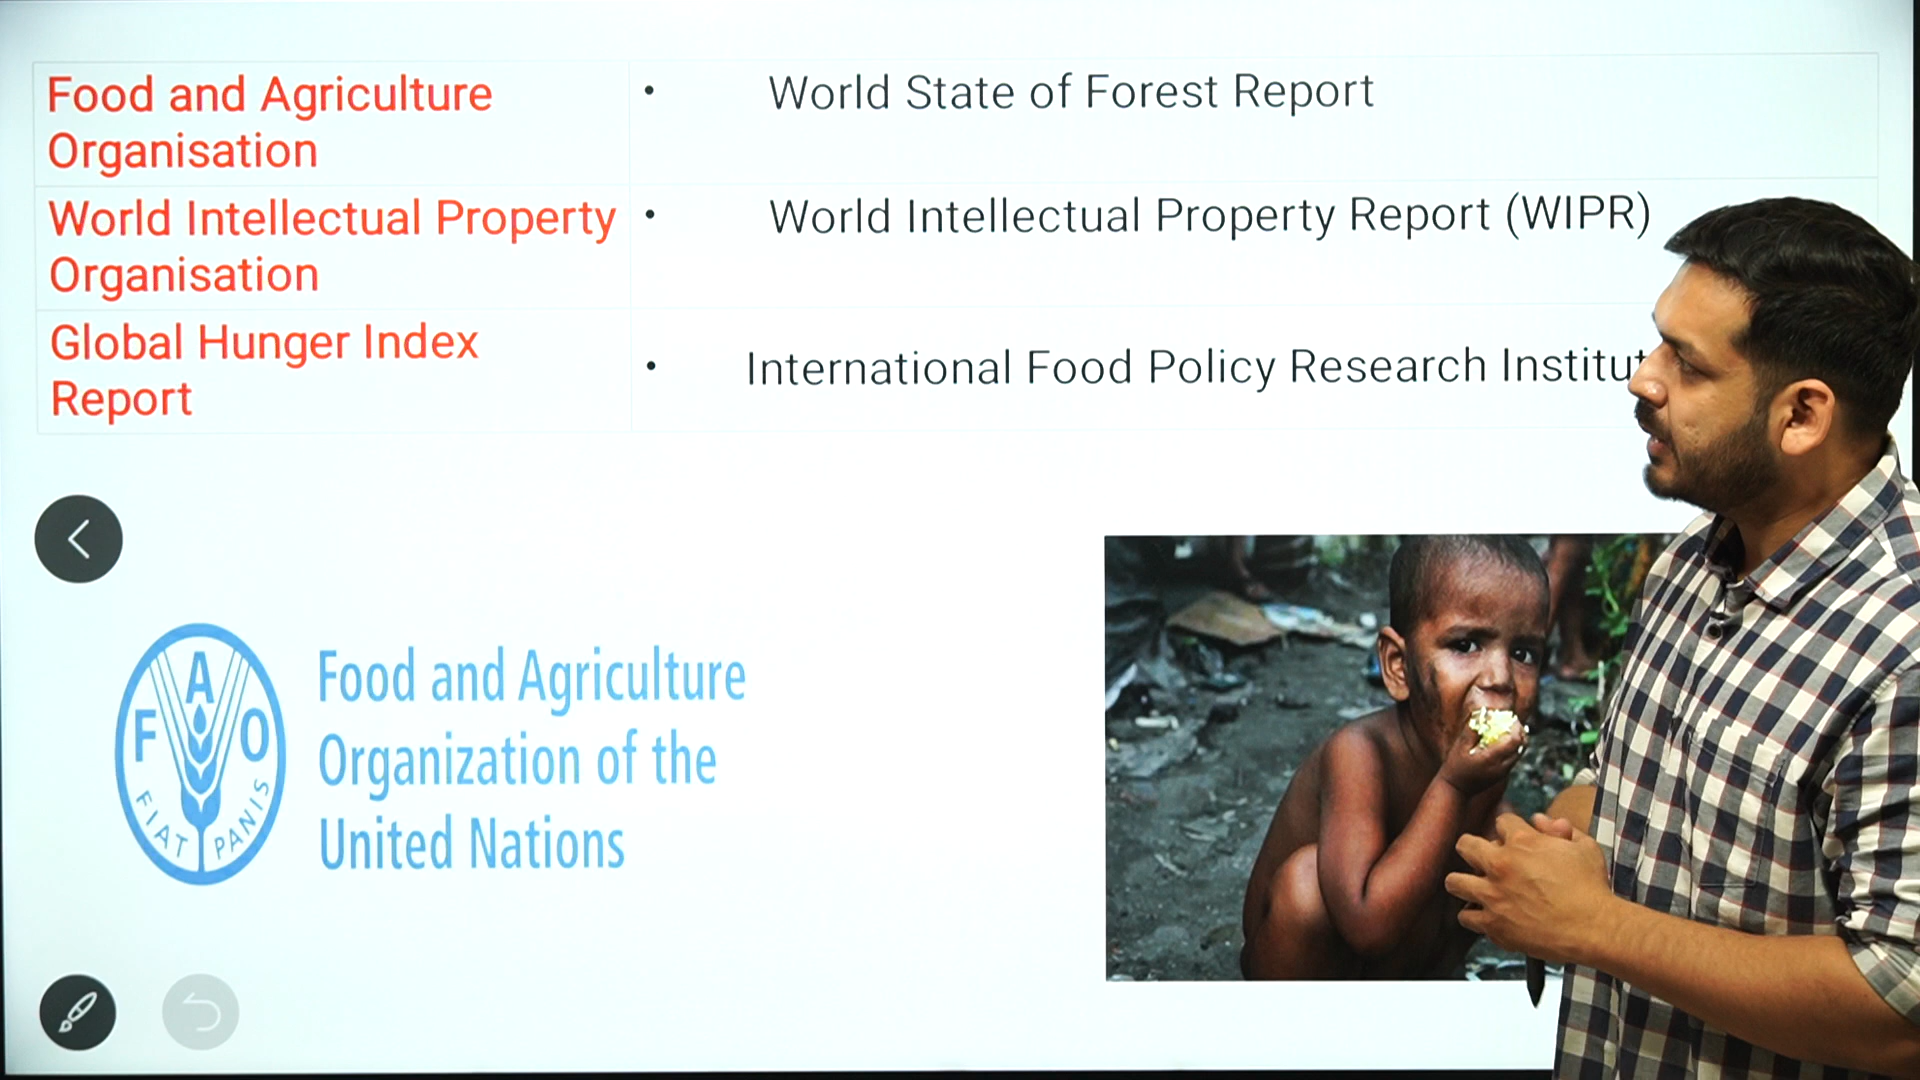 Food and Agriculture
Organisation
• World State of Forest Report
World Intellectual Property
Organisation
• World Intellectual Property Report (WIPR)
Global Hunger Index
Report
• International Food Policy Research
F A O
FIAT PANIS
Food and Agriculture
Organization of the
United Nations